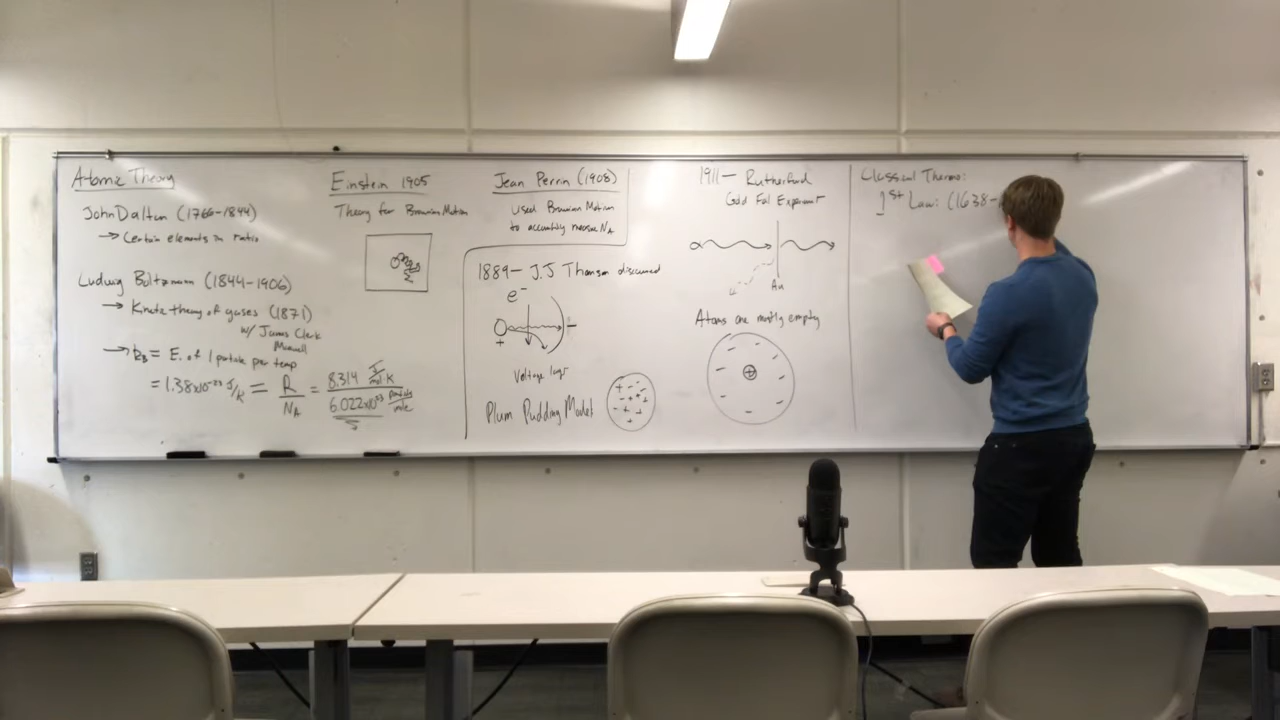 Atomic Theory
John Dalton (1766-1844)
→ Certain elements in ratio
Ludwig Boltzmann (1844-1906)
→ Kinetic theory of gases (1871)
w/ James Clerk
Maxwell
→ k_B = E. of 1 particle per temp
= 1.38x10^-23 J/K = R/N_A = 8.314 J/mol·K / 6.022x10^23 particles/mole
Einstein 1905
Theory for Brownian Motion
Jean Perrin (1908)
used Brownian Motion
to accurately measure N_A
1889- J.J Thomson discovered
e^-
+
-
Voltage
Plum Pudding Model
1911- Rutherford
Gold Foil Experiment
Au
Atoms are mostly empty
+
Classical Thermo:
1st Law: (1638-